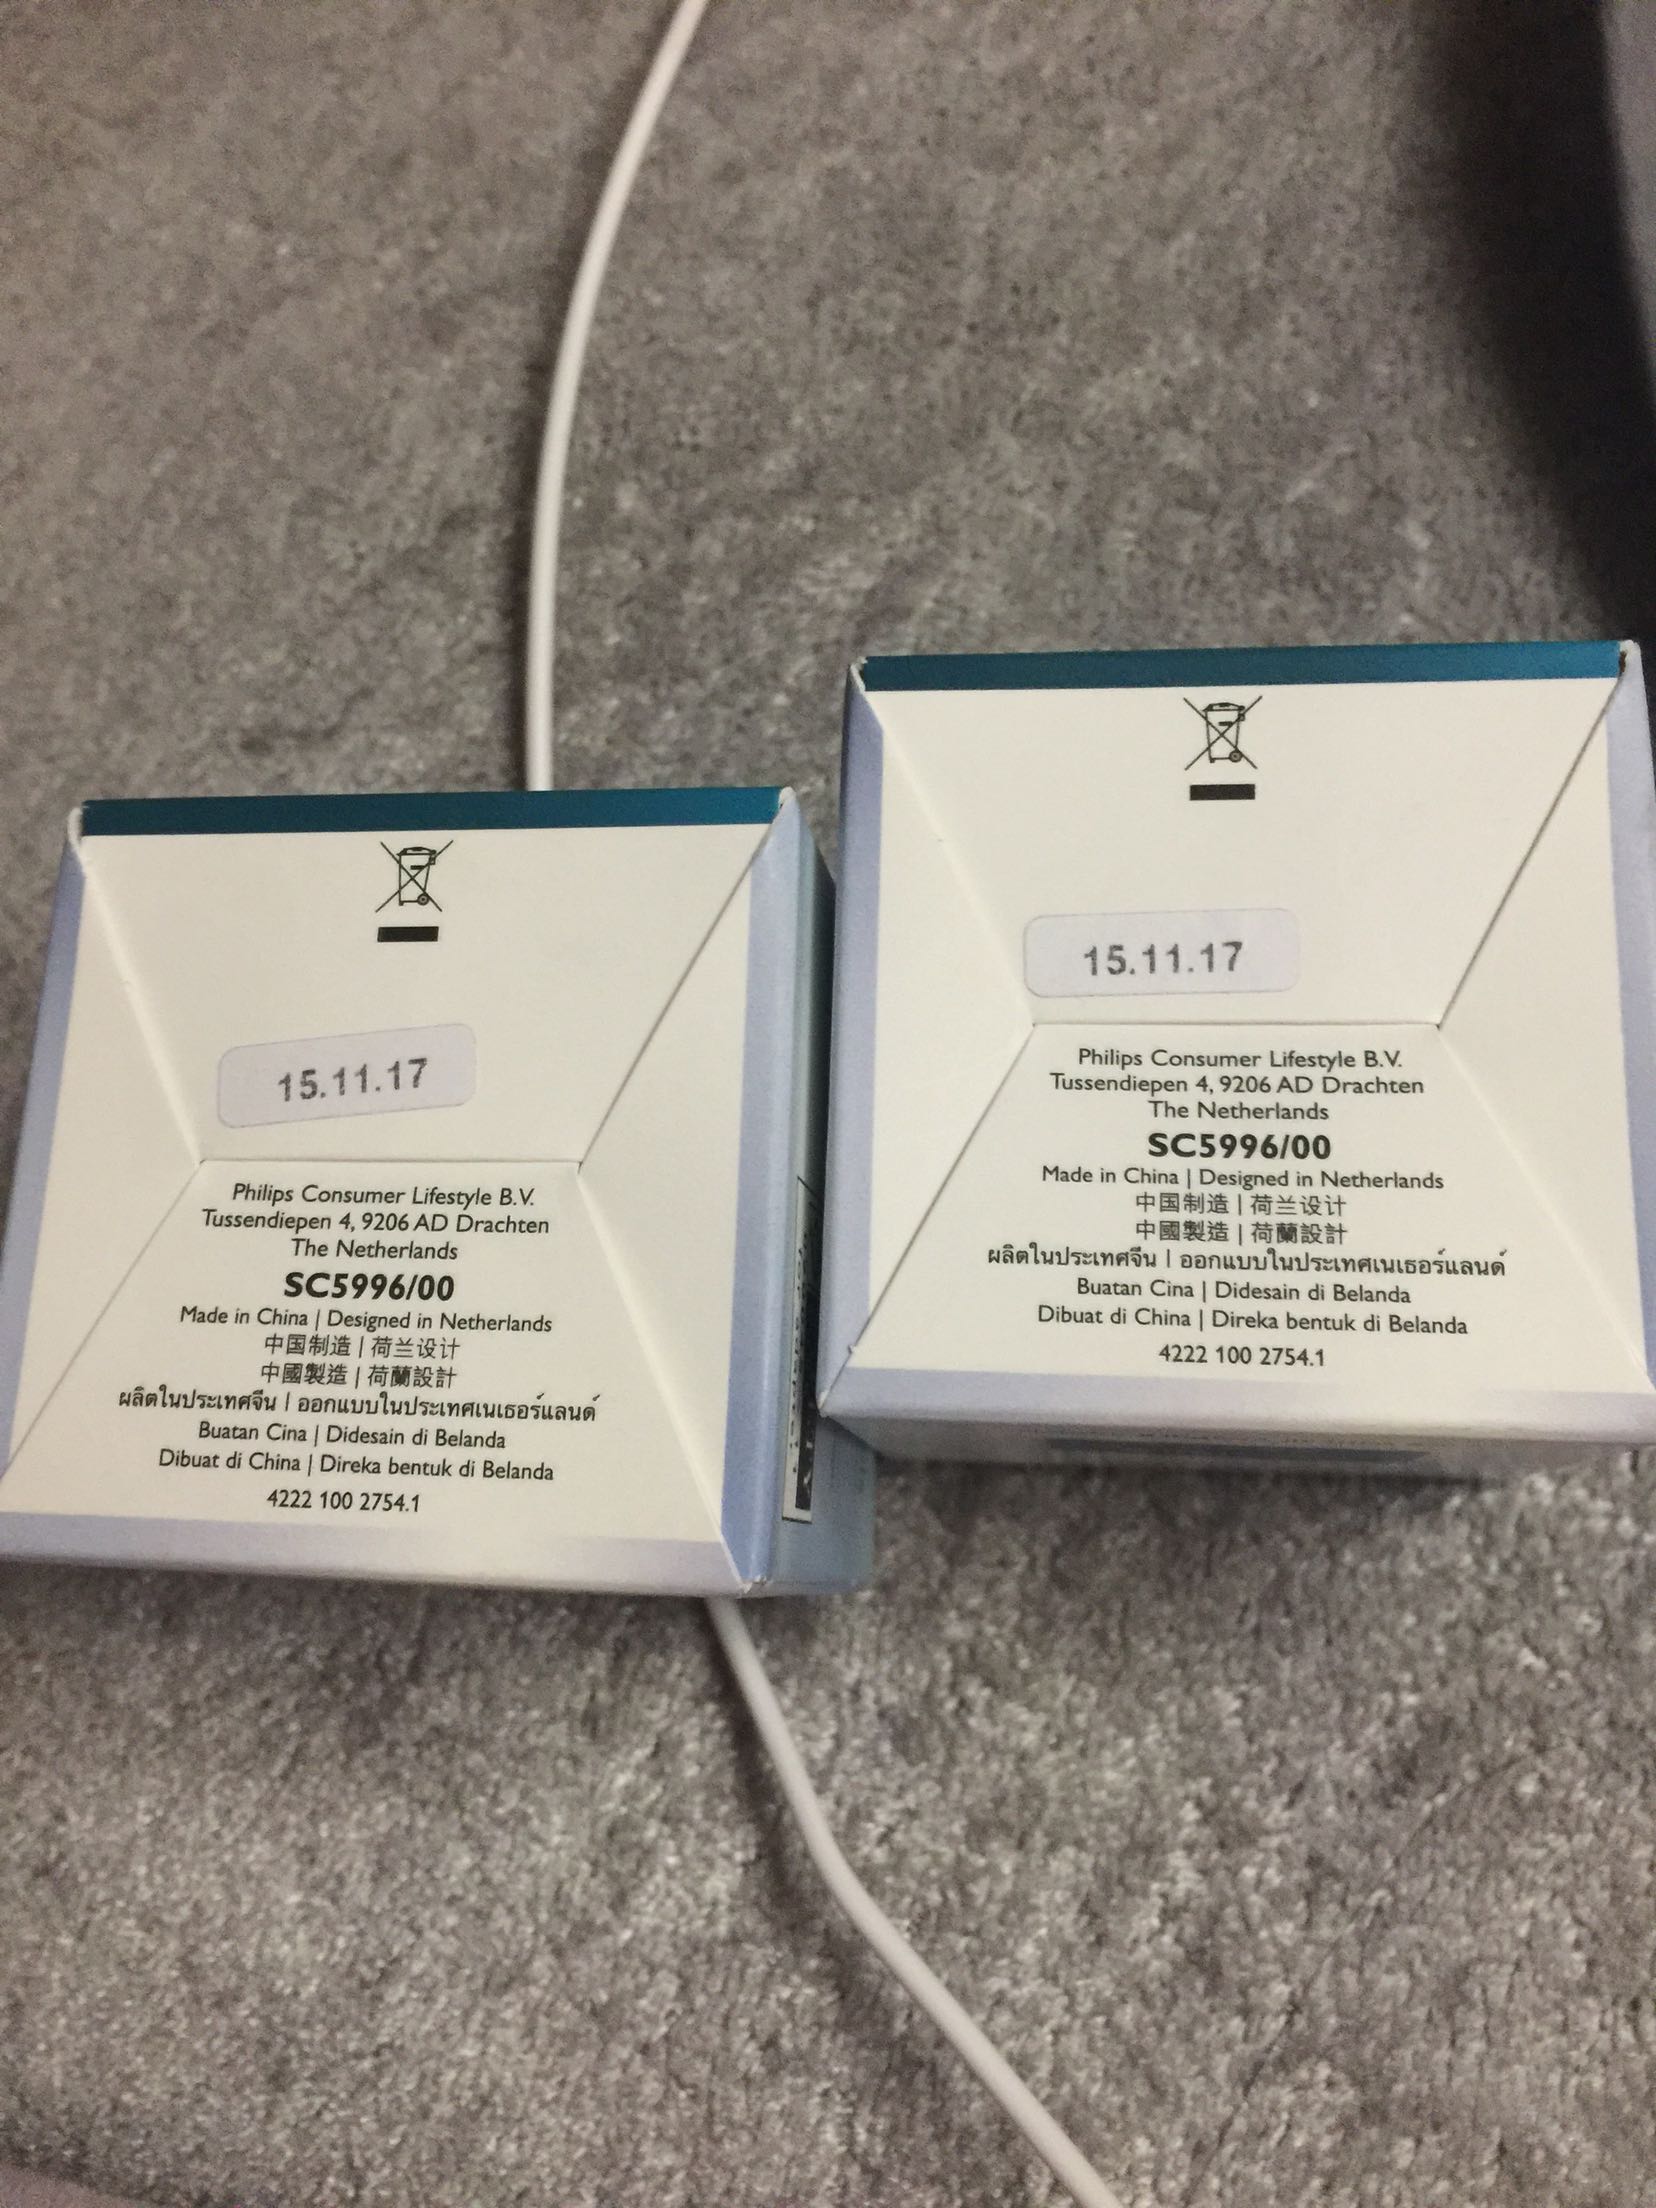 15.11.17
Philips Consumer Lifestyle B.V.
Tussendiepen 4, 9206 AD Drachten
The Netherlands
SC5996/00
Made in China | Designed in Netherlands
中国制造 | 荷兰设计
中國製造 | 荷蘭設計
ผลิตในประเทศจีน | ออกแบบในประเทศเนเธอร์แลนด์
Buatan Cina | Didesain di Belanda
Dibuat di China | Direka bentuk di Belanda
4222 100 2754.1
15.11.17
Philips Consumer Lifestyle B.V.
Tussendiepen 4, 9206 AD Drachten
The Netherlands
SC5996/00
Made in China | Designed in Netherlands
中国制造 | 荷兰设计
中國製造 | 荷蘭設計
ผลิตในประเทศจีน | ออกแบบในประเทศเนเธอร์แลนด์
Buatan Cina | Didesain di Belanda
Dibuat di China | Direka bentuk di Belanda
4222 100 2754.1